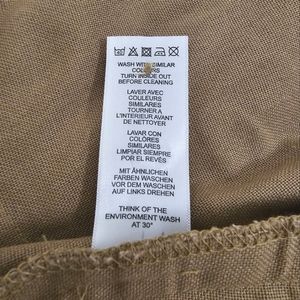 WASH WITH SIMILAR
COLOURS
TURN INSIDE OUT
BEFORE CLEANING
LAVER AVEC
COULEURS
SIMILAIRES
TOURNER A
L'INTERIEUR AVANT
DE NETTOYER
LAVAR CON
COLORES
SIMILARES
LIMPIAR SIEMPRE
POR EL REVÉS
MIT ÄHNLICHEN
FARBEN WASCHEN
VOR DEM WASCHEN
AUF LINKS DREHEN
THINK OF THE
ENVIRONMENT WASH
AT 30°